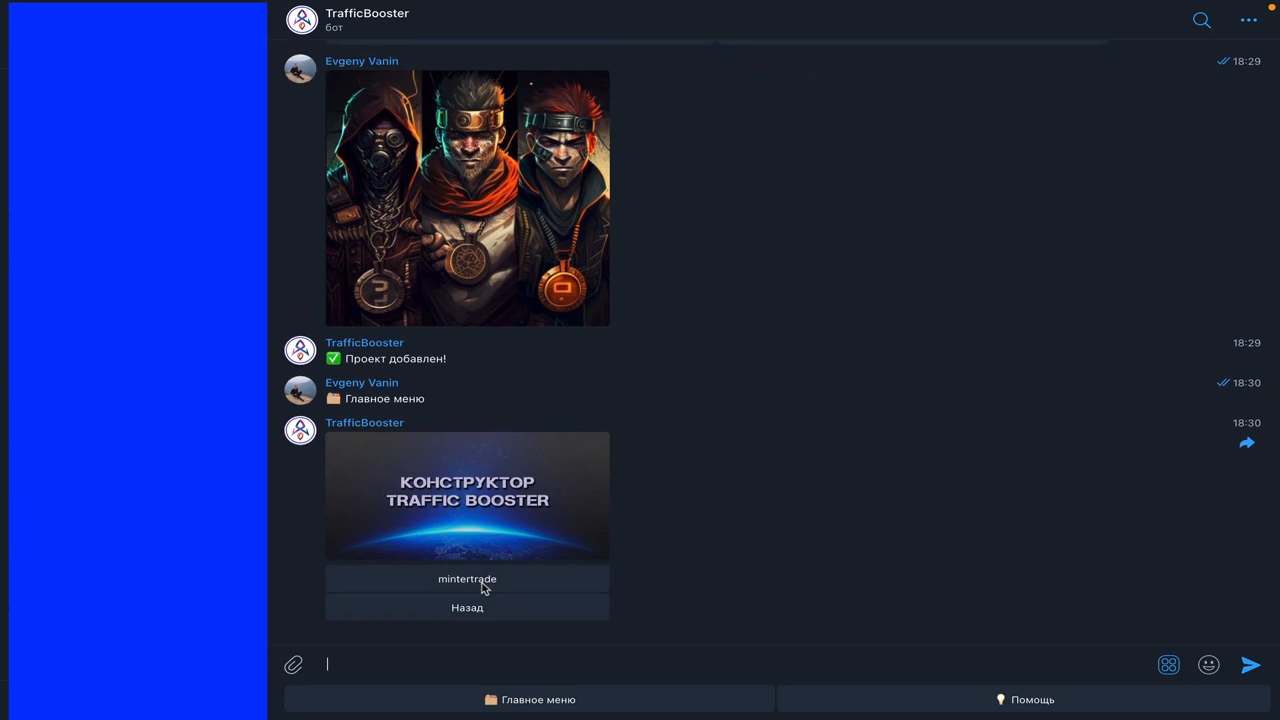 TrafficBooster
бот
Evgeny Vanin
18:29
TrafficBooster
18:29
✅ Проект добавлен!
Evgeny Vanin
18:30
🗂 Главное меню
TrafficBooster
18:30
КОНСТРУКТОР
TRAFFIC BOOSTER
mintertrade
Назад
🗂 Главное меню
💡 Помощь